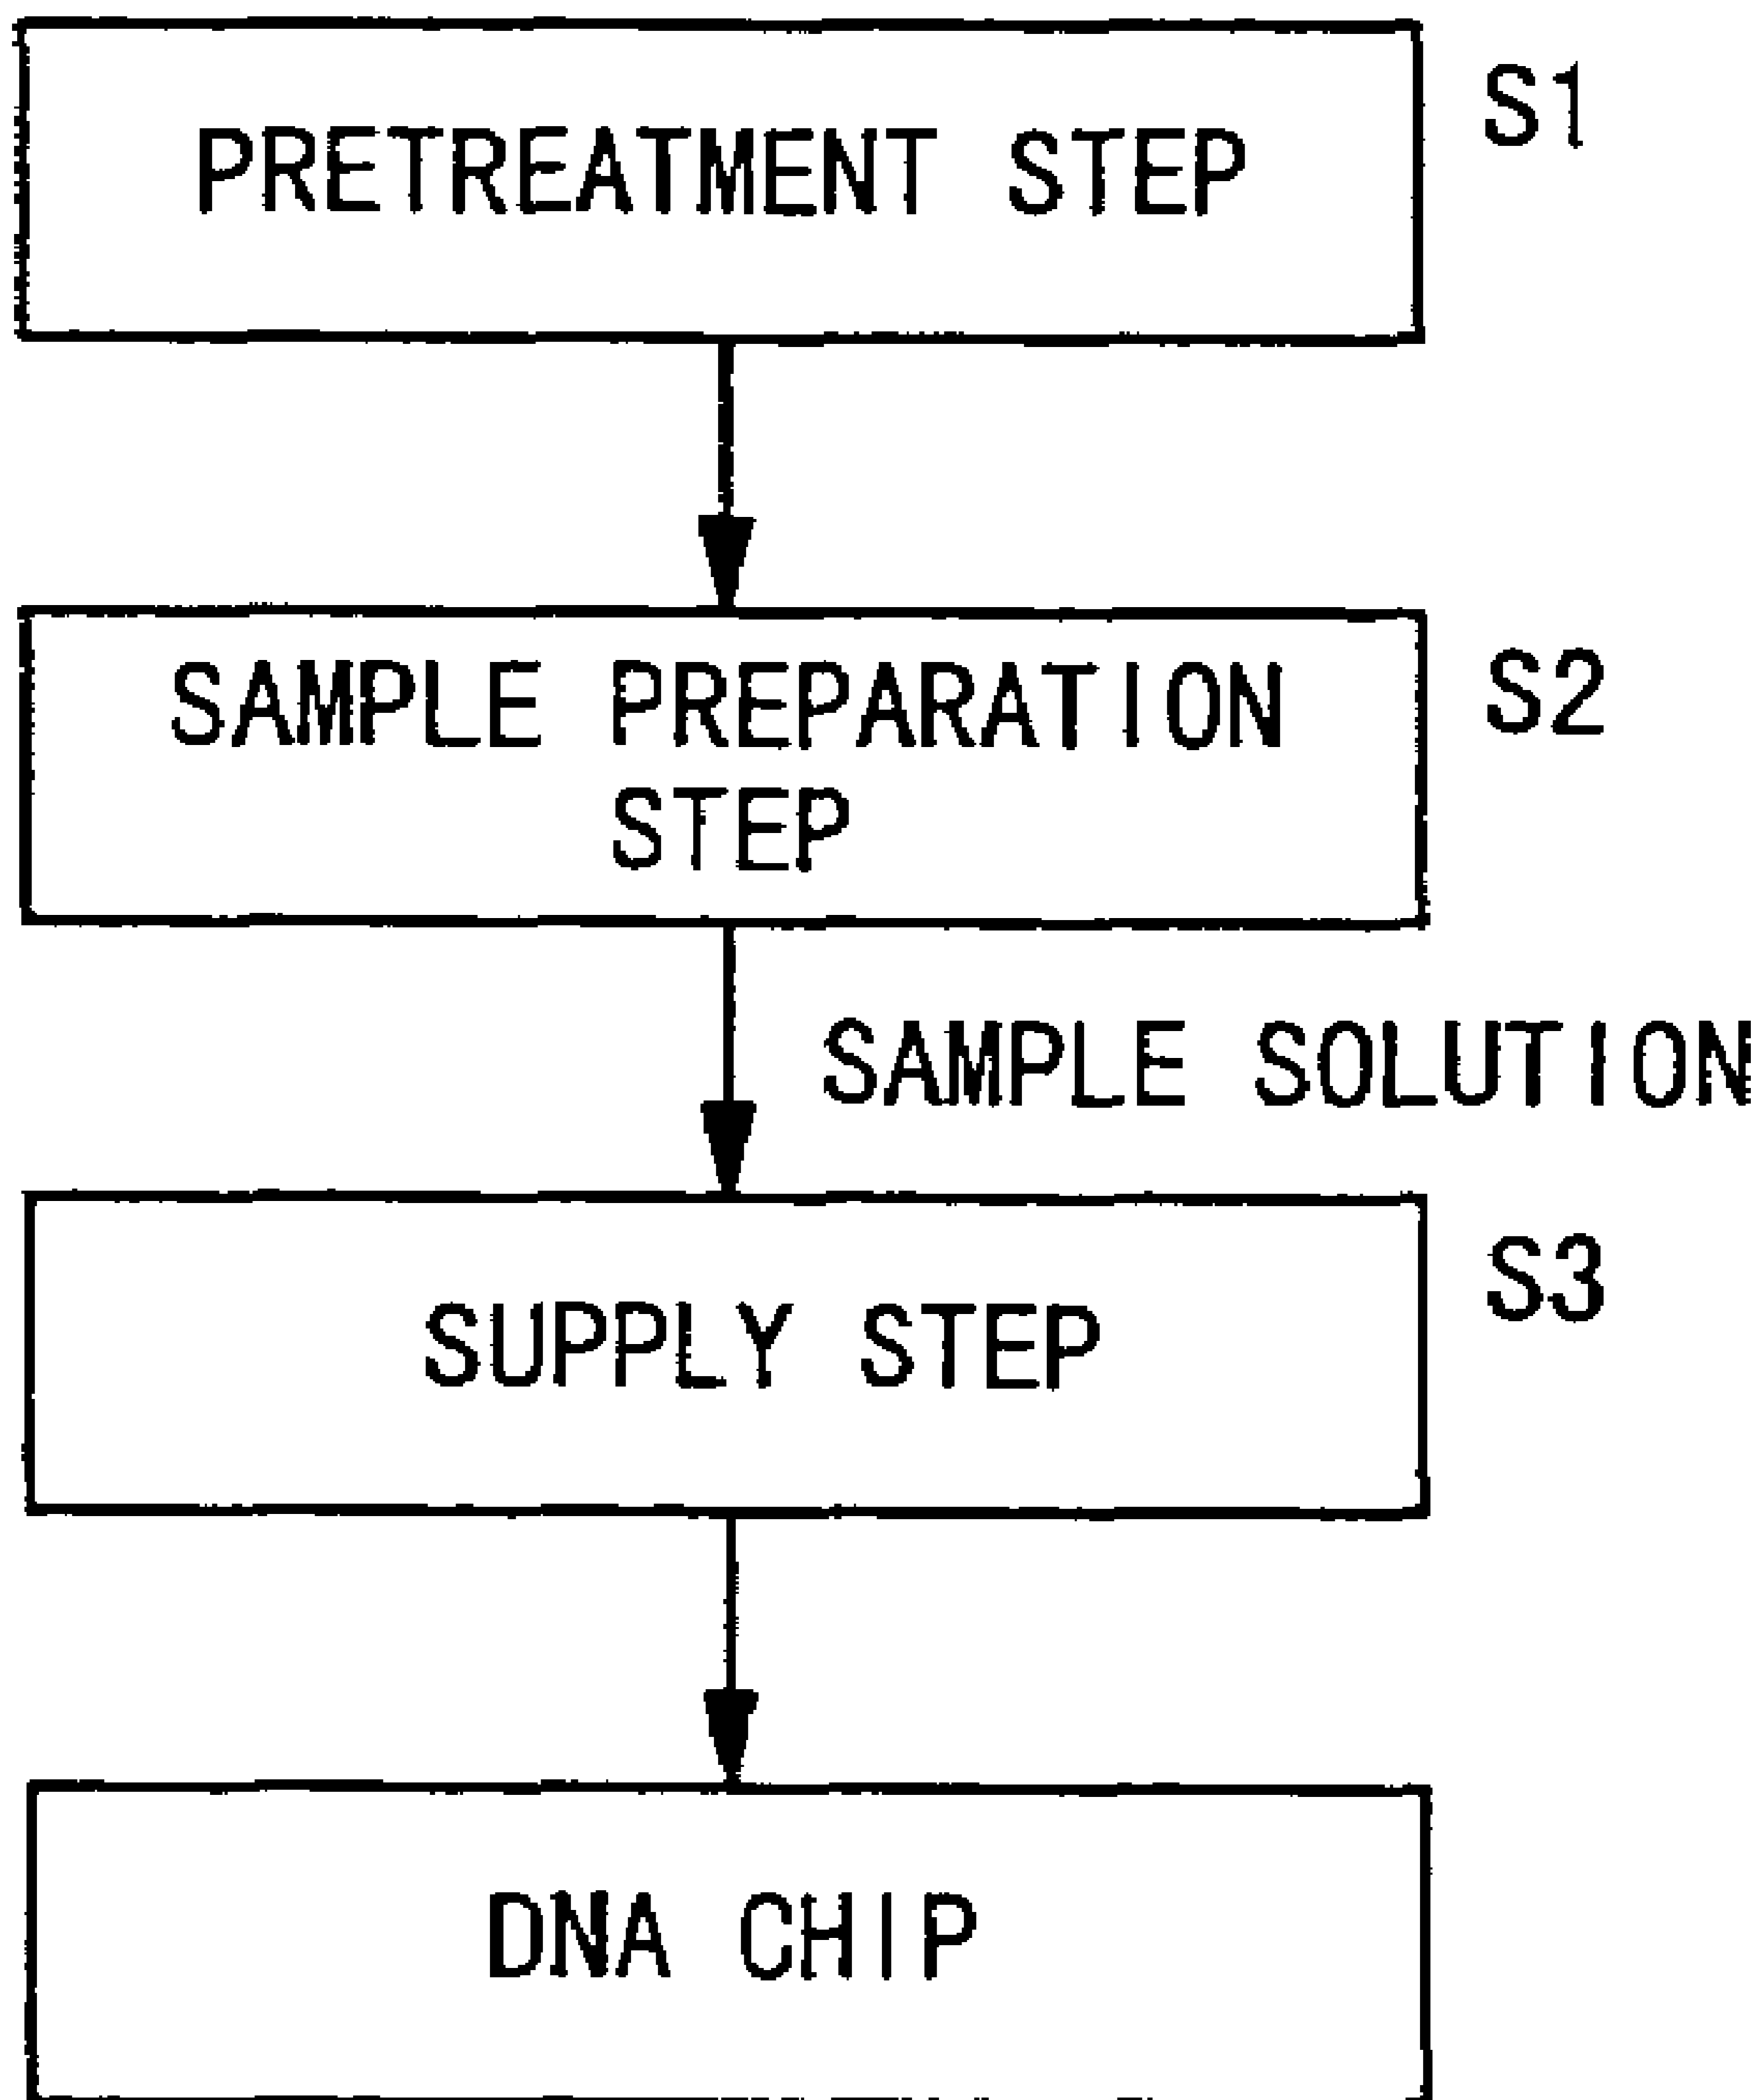 PRETREATMENT STEP
S1
SAMPLE PREPARATION
STEP
S2
SAMPLE SOLUTION
SUPPLY STEP
S3
DNA CHIP